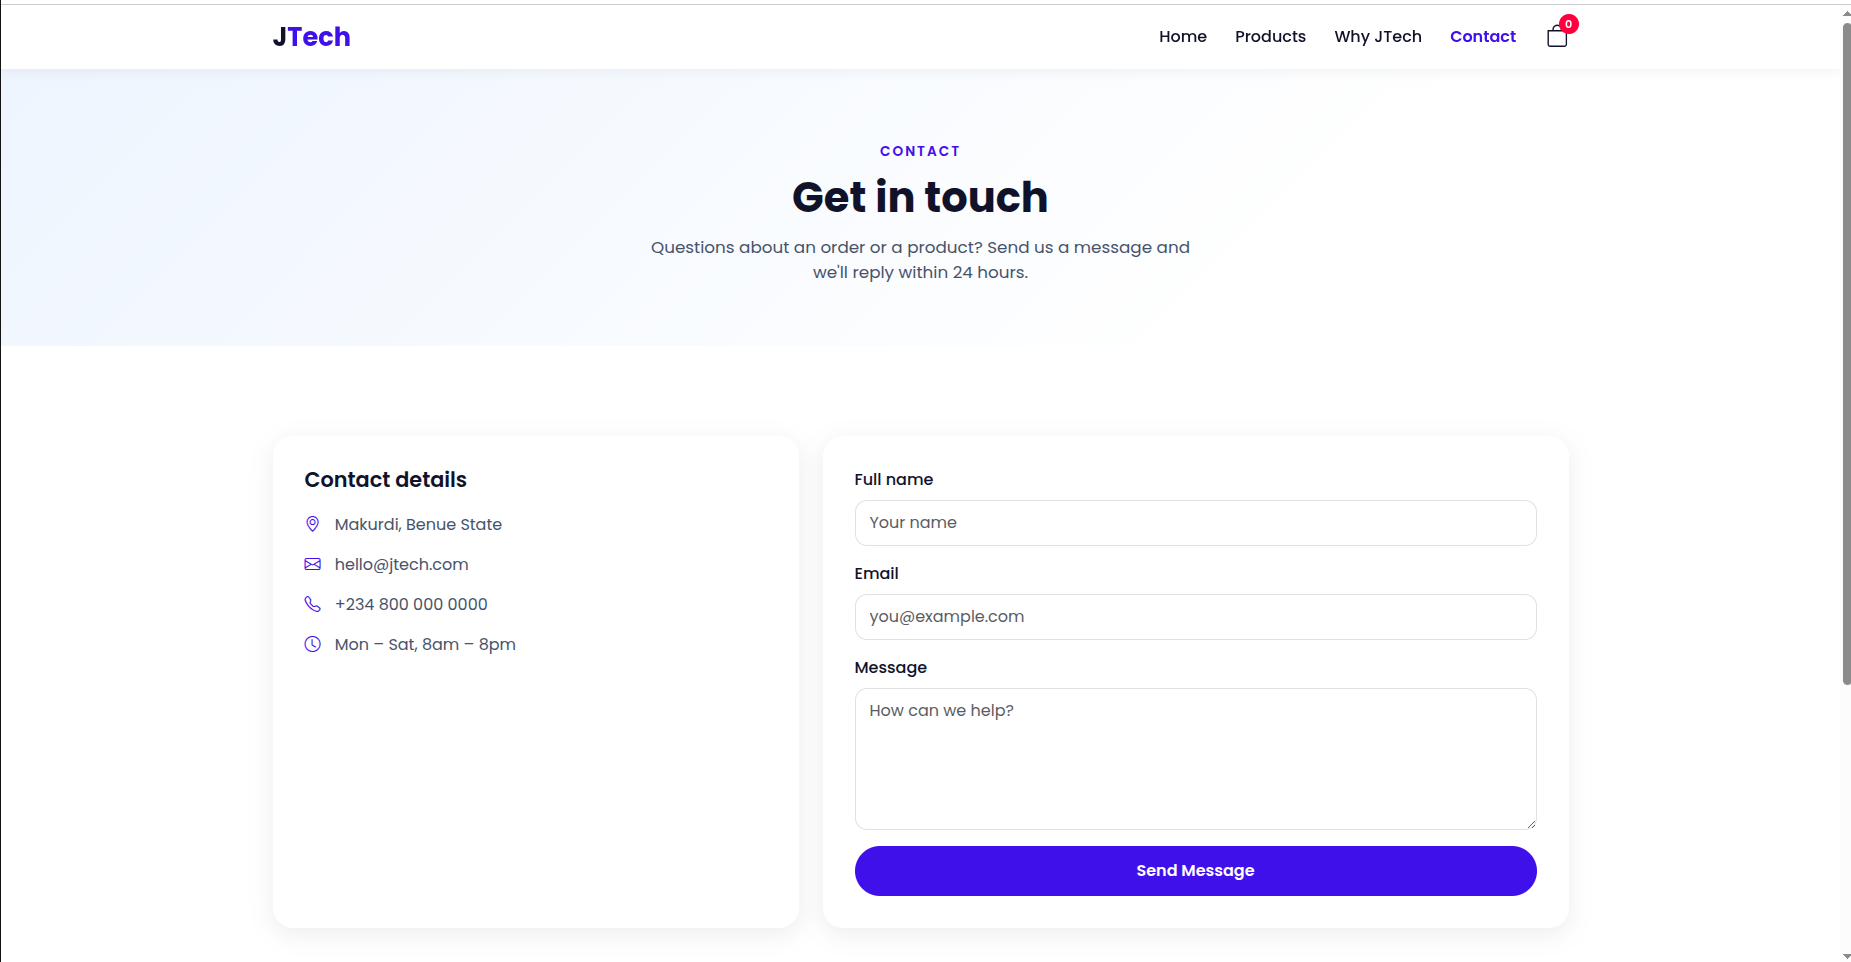 JTech
Home
Products
Why JTech
Contact
0
CONTACT
Get in touch
Questions about an order or a product? Send us a message and
we'll reply within 24 hours.
Contact details
Makurdi, Benue State
hello@jtech.com
+234 800 000 0000
Mon – Sat, 8am – 8pm
Full name
Your name
Email
you@example.com
Message
How can we help?
Send Message